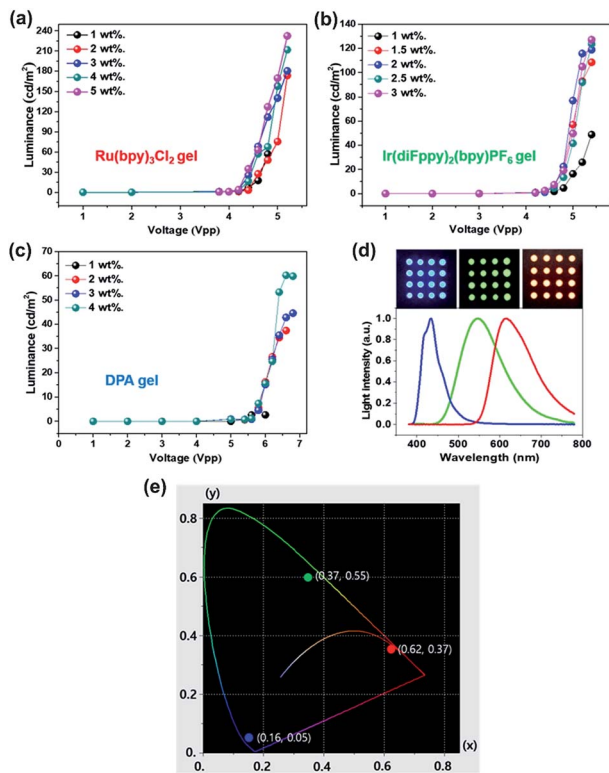 (a)
240
210
180
150
120
90
60
30
0
Luminance (cd/m²)
1 wt%.
2 wt%.
3 wt%.
4 wt%.
5 wt%.
Ru(bpy)₃Cl₂ gel
1 2 3 4 5
Voltage (Vpp)
(b)
140
120
100
80
60
40
20
0
Luminance (cd/m²)
1 wt%.
1.5 wt%.
2 wt%.
2.5 wt%.
3 wt%.
Ir(diFppy)₂(bpy)PF₆ gel
1 2 3 4 5
Voltage (Vpp)
(c)
70
60
50
40
30
20
10
0
Luminance (cd/m²)
1 wt%.
2 wt%.
3 wt%.
4 wt%.
DPA gel
0 1 2 3 4 5 6 7
Voltage (Vpp)
(d)
1.0
0.8
0.6
0.4
0.2
0.0
Light Intensity (a.u.)
400 500 600 700 800
Wavelength (nm)
(e)
(y)
0.8
0.6
0.4
0.2
0
(0.37, 0.55)
(0.62, 0.37)
(0.16, 0.05)
(x)
0.2 0.4 0.6 0.8